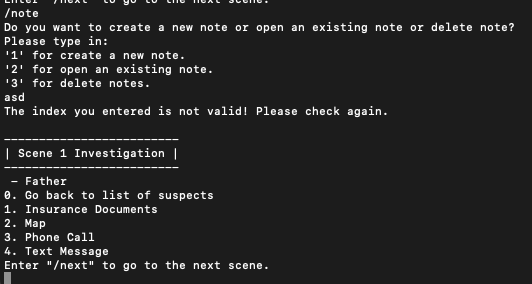 Enter "/next" to go to the next scene.
/note
Do you want to create a new note or open an existing note or delete note?
Please type in:
'1' for create a new note.
'2' for open an existing note.
'3' for delete notes.
asd
The index you entered is not valid! Please check again.
—————————————————————————
| Scene 1 Investigation |
—————————————————————————
— Father
0. Go back to list of suspects
1. Insurance Documents
2. Map
3. Phone Call
4. Text Message
Enter "/next" to go to the next scene.